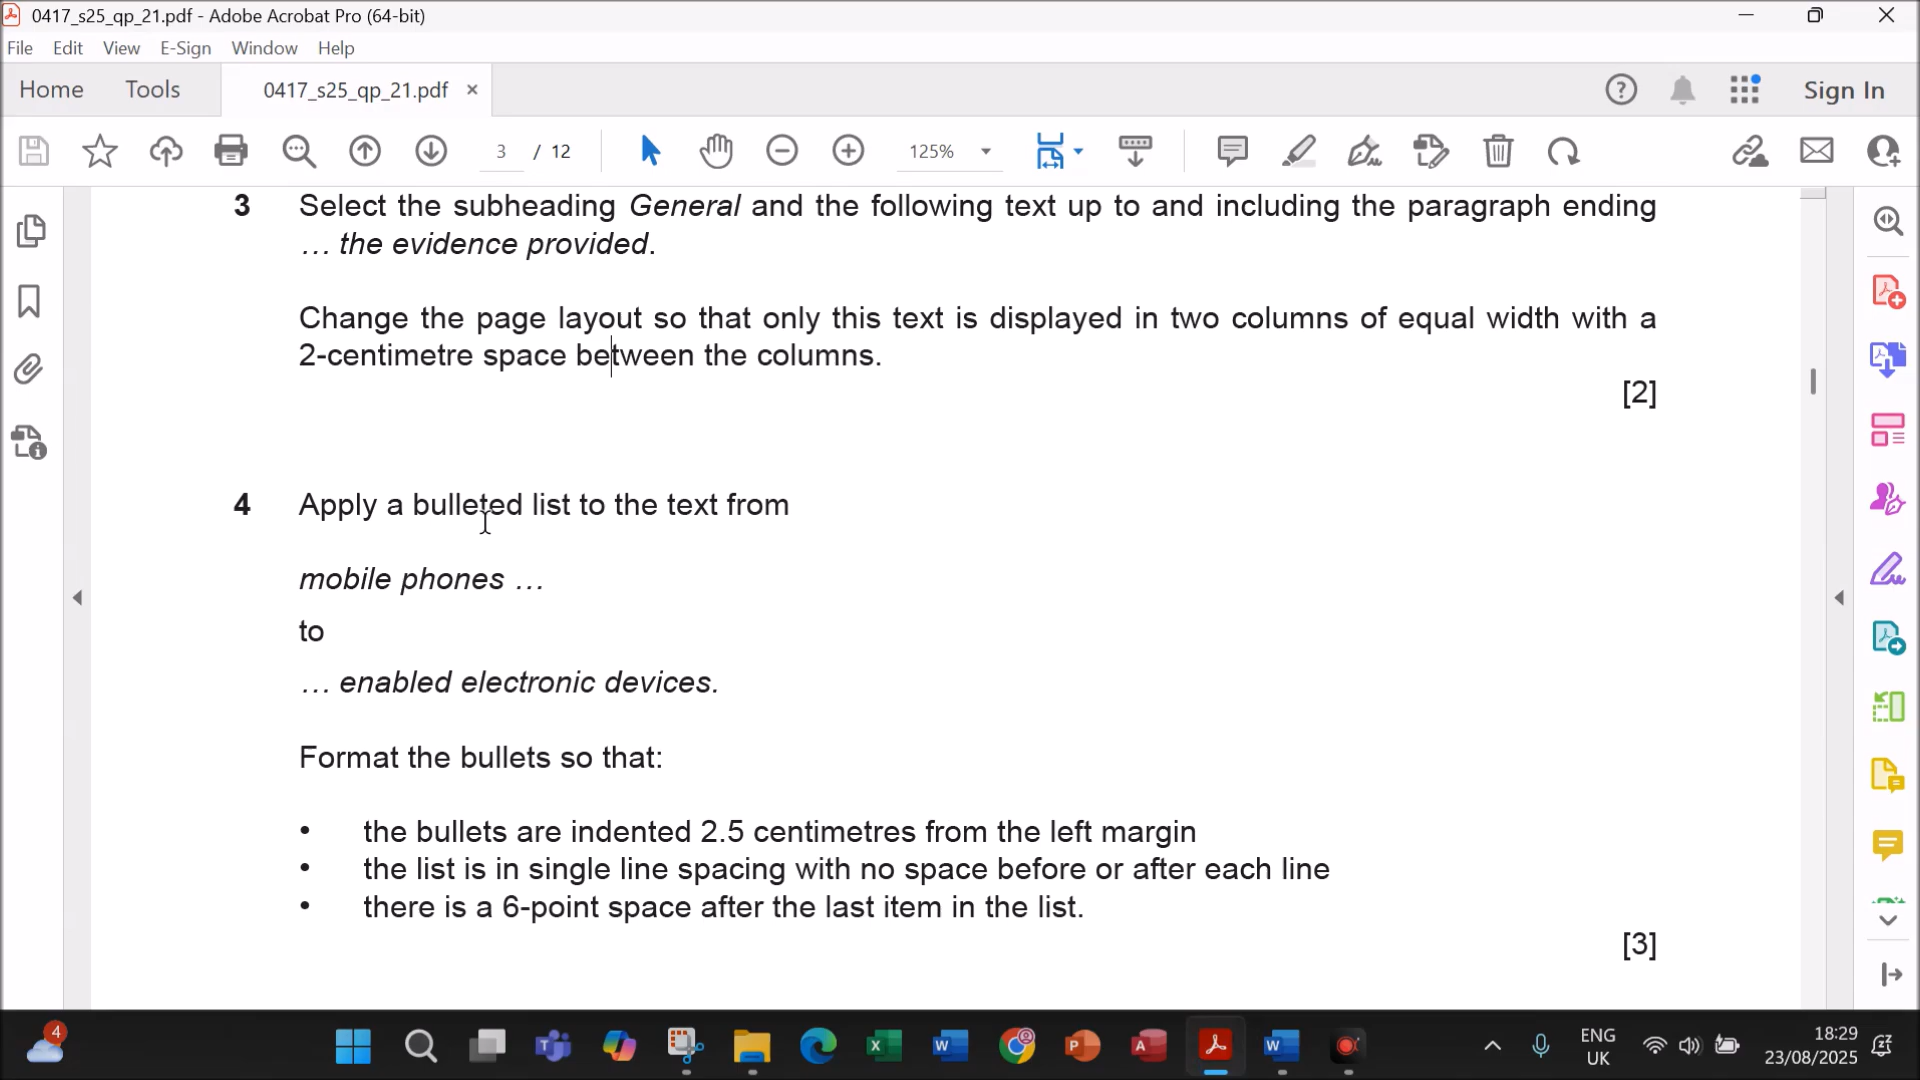 0417_s25_qp_21.pdf - Adobe Acrobat Pro (64-bit)
File Edit View E-Sign Window Help
Home Tools 0417_s25_qp_21.pdf × Sign In
3 / 12 125%
3 Select the subheading General and the following text up to and including the paragraph ending
… the evidence provided.
Change the page layout so that only this text is displayed in two columns of equal width with a
2-centimetre space between the columns.
[2]
4 Apply a bulleted list to the text from
mobile phones …
to
… enabled electronic devices.
Format the bullets so that:
• the bullets are indented 2.5 centimetres from the left margin
• the list is in single line spacing with no space before or after each line
• there is a 6-point space after the last item in the list.
[3]
4
ENG
UK
18:29
23/08/2025